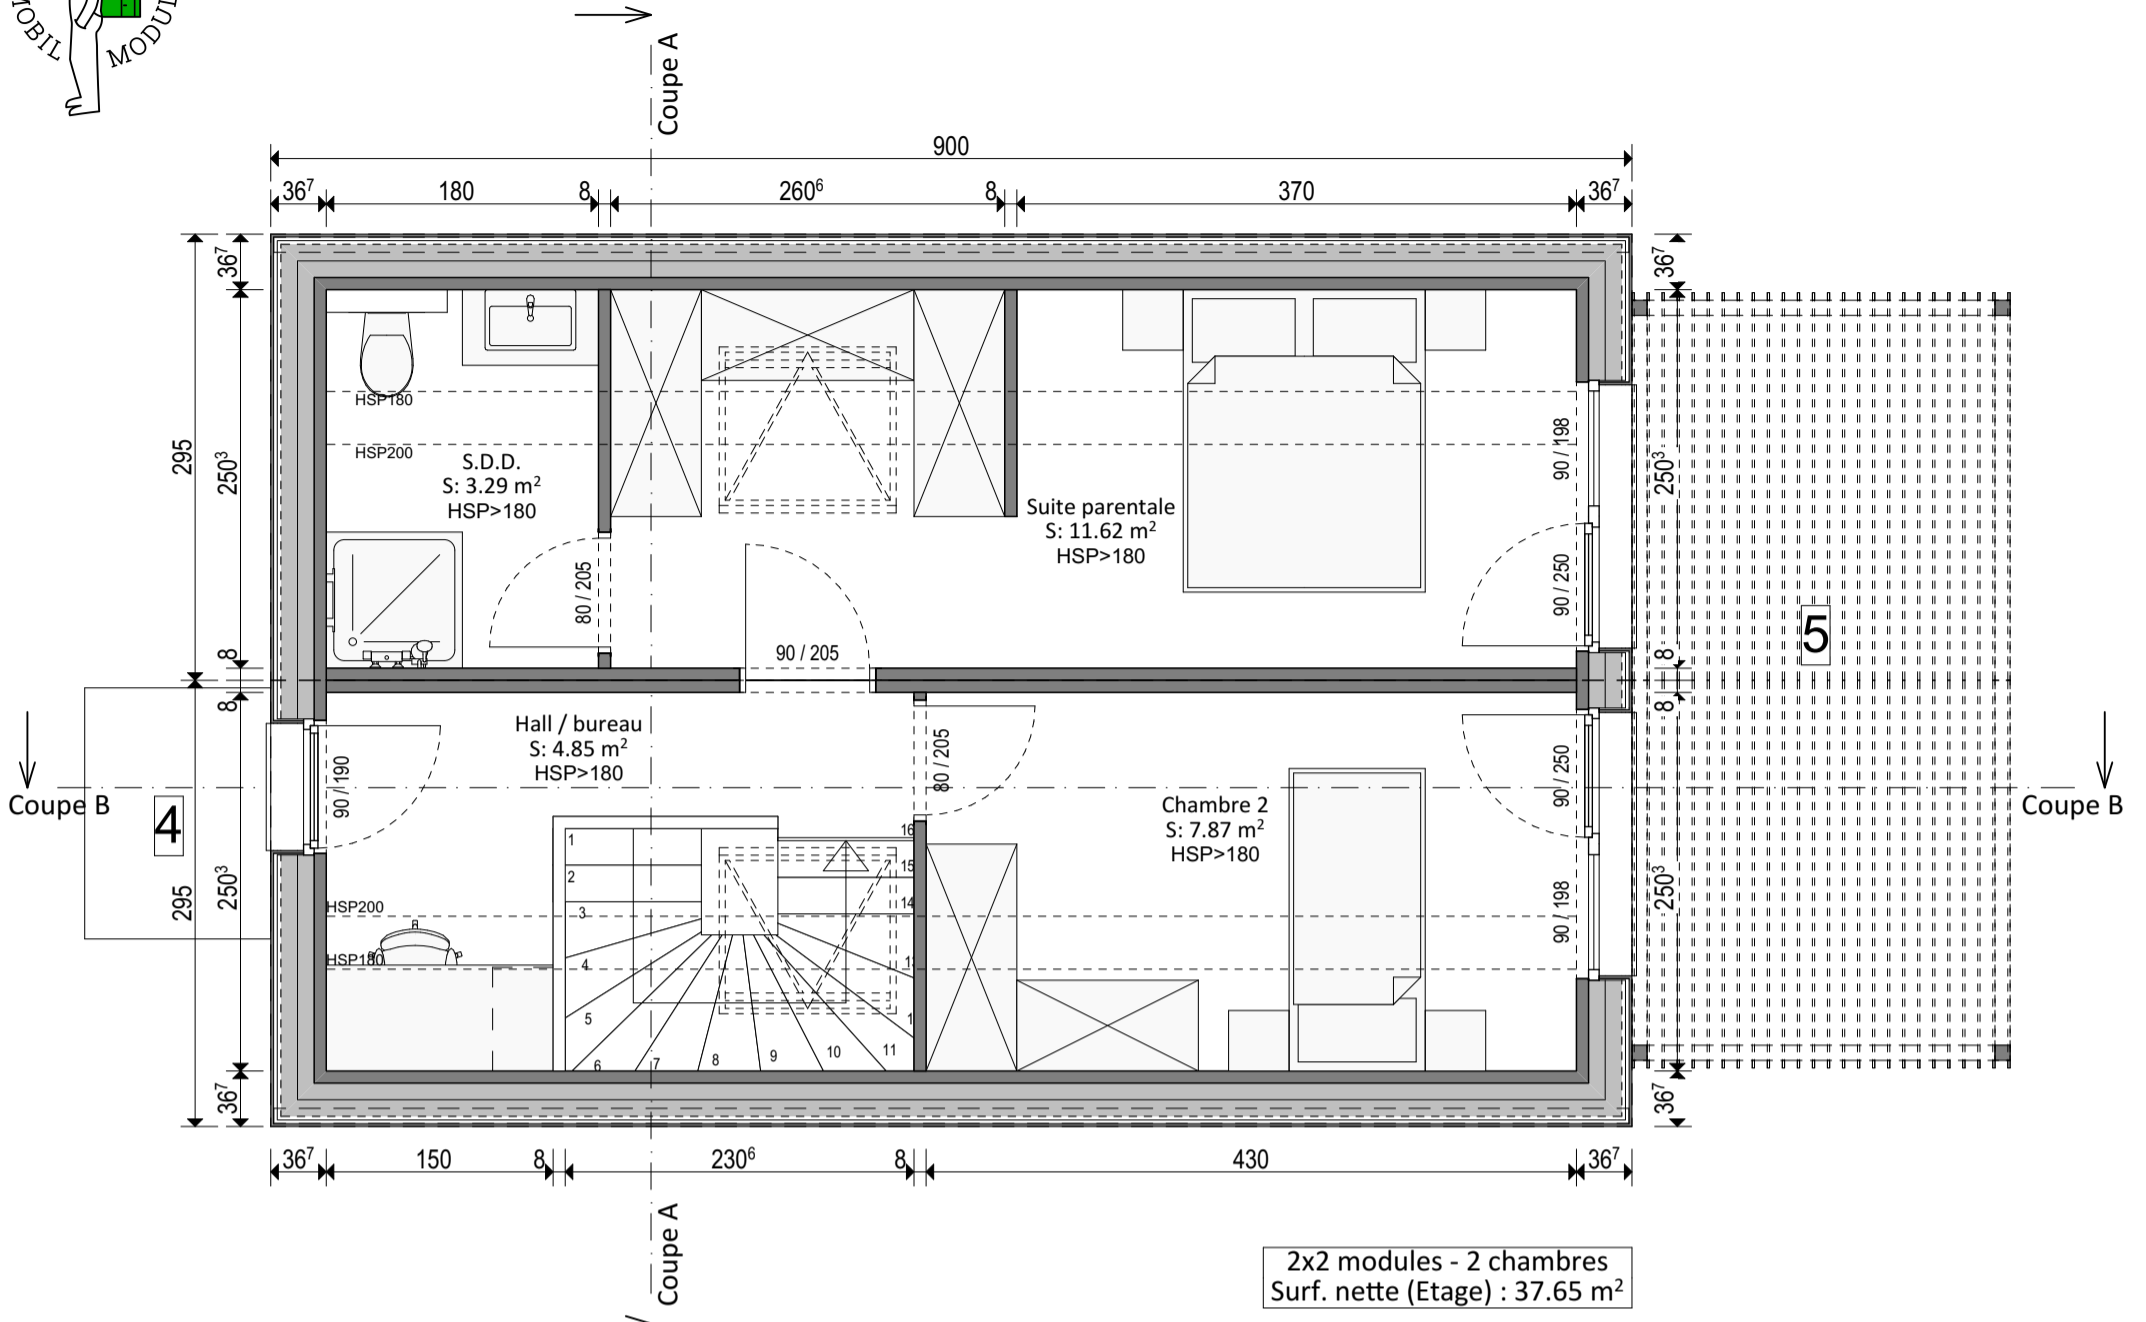 MOBIL MODUL
Coupe A
900
36⁷ 180 8 260⁶ 8 370 36⁷
36⁷
36⁷
HSP180
90 / 198
295
250³
HSP200
S.D.D.
S: 3.29 m²
HSP>180
250³
Suite parentale
S: 11.62 m²
HSP>180
80 / 205
90 / 250
5
8
90 / 205
8
8
8
Hall / bureau
S: 4.85 m²
HSP>180
90 / 190
80 / 205
90 / 250
Coupe B
4
Chambre 2
S: 7.87 m²
HSP>180
Coupe B
1
16
2
15
295
250³
HSP200
3
14
90 / 198
250³
HSP180
4
5
6
7
8
9
10
11
36⁷
36⁷
36⁷ 150 8 230⁶ 8 430 36⁷
Coupe A
2x2 modules - 2 chambres
Surf. nette (Etage) : 37.65 m²